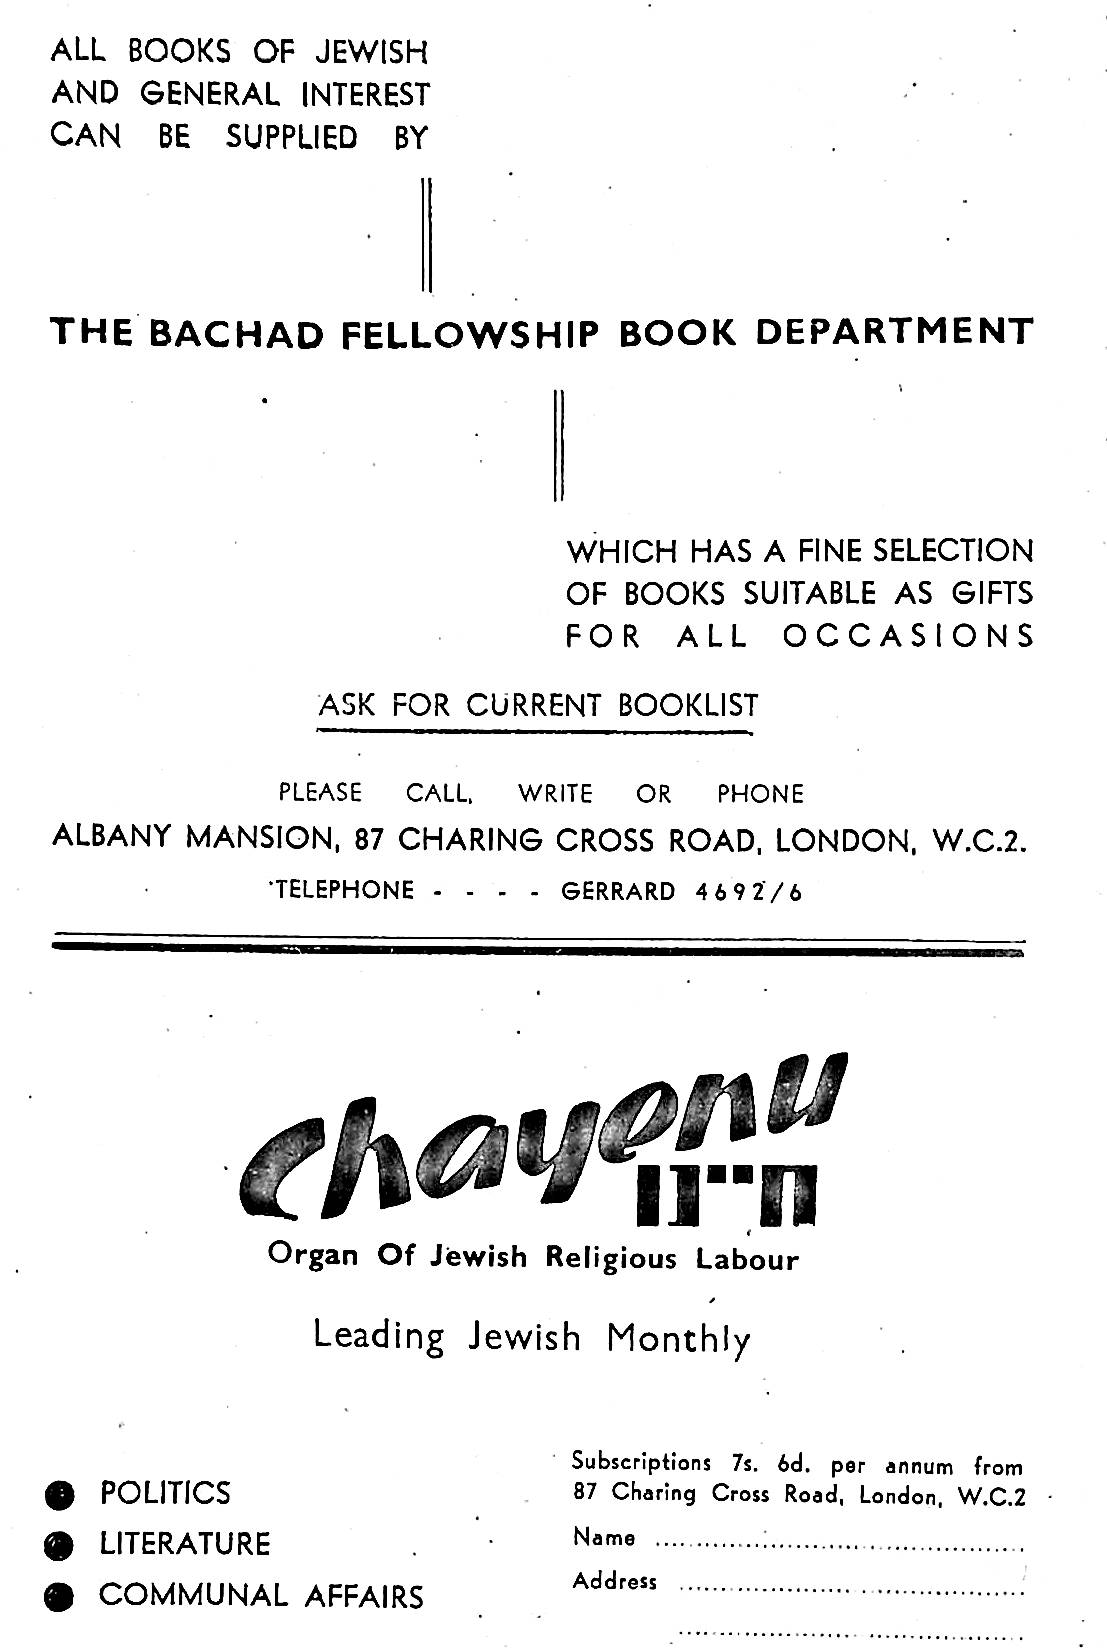 ALL BOOKS OF JEWISH
AND GENERAL INTEREST
CAN BE SUPPLIED BY
THE BACHAD FELLOWSHIP BOOK DEPARTMENT
WHICH HAS A FINE SELECTION
OF BOOKS SUITABLE AS GIFTS
FOR ALL OCCASIONS
ASK FOR CURRENT BOOKLIST
PLEASE CALL, WRITE OR PHONE
ALBANY MANSION, 87 CHARING CROSS ROAD, LONDON, W.C.2.
TELEPHONE - - - - GERRARD 4692/6
Chayenu
חיינו
Organ Of Jewish Religious Labour
Leading Jewish Monthly
● POLITICS
● LITERATURE
● COMMUNAL AFFAIRS
Subscriptions 7s. 6d. per annum from
87 Charing Cross Road, London, W.C.2
Name ........................................
Address ........................................
........................................